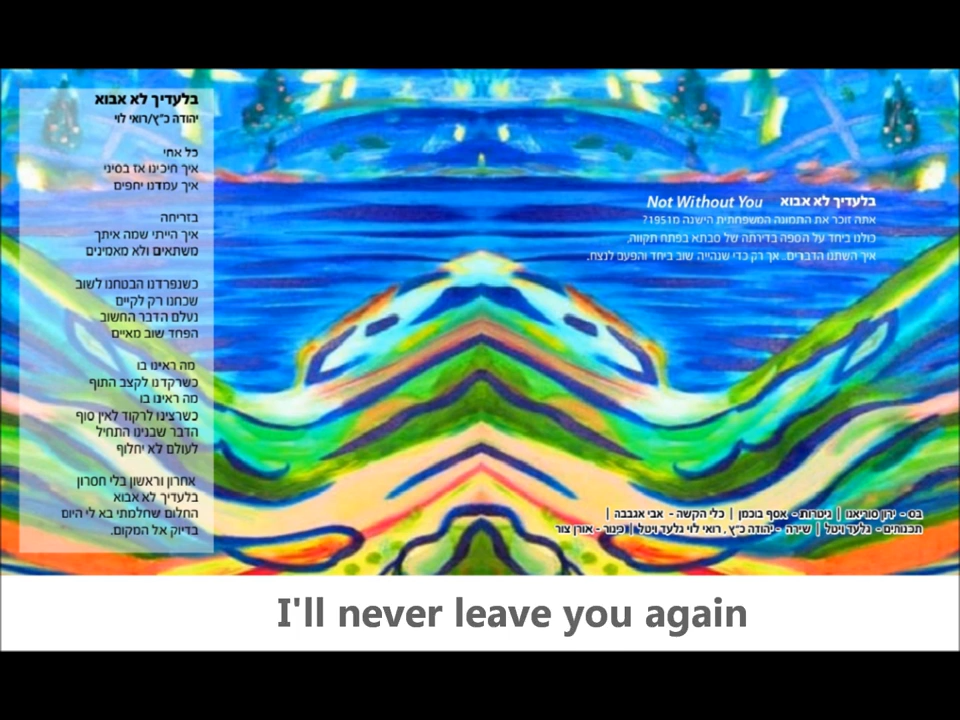 בלעדיך לא אבוא
יהודה כ"ץ/רואי לוי
כל אחי
איך חיכינו אז בסיני
איך עמדנו יחפים
בזריחה
איך הייתי שמה איתך
משתאים ולא מאמינים
כשנפרדנו הבטחנו לשוב
שכחנו רק לקיים
נעלם הדבר החשוב
הפחד שוב מאיים
מה ראינו בו
כשרקדנו לקצב התוף
מה ראינו בו
כשרצינו לרקוד לאין סוף
הדבר שבנינו התחיל
לעולם לא יחלוף
אחרון וראשון בלי חסרון
בלעדיך לא אבוא
החלום שחלמתי בא לי היום
בדיוק אל המקום.
בלעדיך לא אבוא Not Without You
אתה זוכר את התמונה המשפחתית הישנה מ1951?
כולנו ביחד על הספה בדירתה של סבתא בפתח תקווה,
איך השתנו הדברים.. אך רק כדי שנהייה שוב ביחד והפעם לנצח.
בס - ירון סוריאנו | גיטרות - אסף בוכמן | כלי הקשה - אבי אגבבה |
תכנותים - גלעד ויטל | שירה - יהודה כ"ץ, רואי לוי גלעד ויטל | כינור - אורן צור
I'll never leave you again